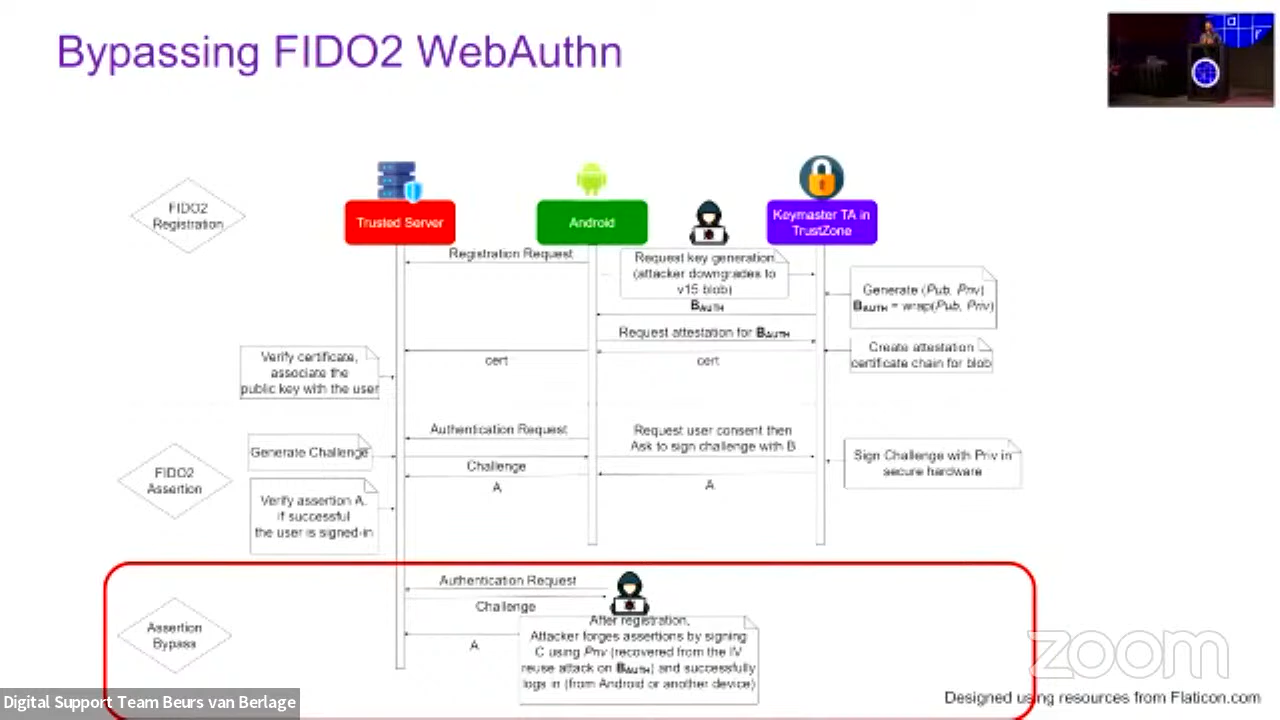 Bypassing FIDO2 WebAuthn
FIDO2
Registration
Trusted Server
Android
Keymaster TA in
TrustZone
Registration Request
Request key generation
(attacker downgrades to
v15 blob)
Generate (Pub, Priv)
B_AUTH = wrap(Pub, Priv)
B_AUTH
Request attestation for B_AUTH
Create attestation
certificate chain for blob
cert
cert
Verify certificate,
associate the
public key with the user
FIDO2
Assertion
Authentication Request
Request user consent then
Ask to sign challenge with B
Generate Challenge
Challenge
Sign Challenge with Priv in
secure hardware
A
A
Verify assertion A,
if successful
the user is signed-in
Assertion
Bypass
Authentication Request
Challenge
A
After registration,
Attacker forges assertions by signing
C using Priv (recovered from the IV
reuse attack on B_AUTH) and successfully
logs in (from Android or another device)
zoom
Designed using resources from Flaticon.com
Digital Support Team Beurs van Berlage